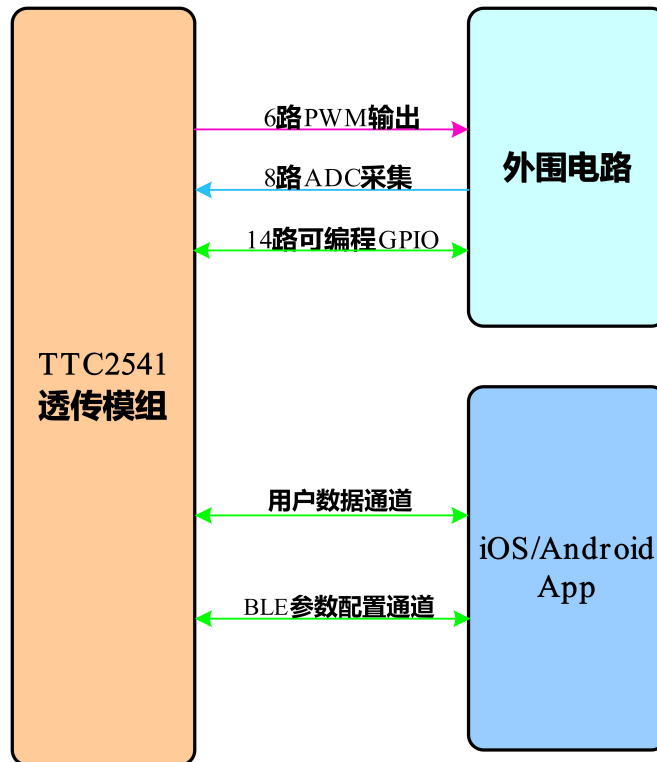 6路PWM输出
8路ADC采集
14路可编程GPIO
外围电路
TTC2541
透传模组
用户数据通道
BLE参数配置通道
iOS/Android
App